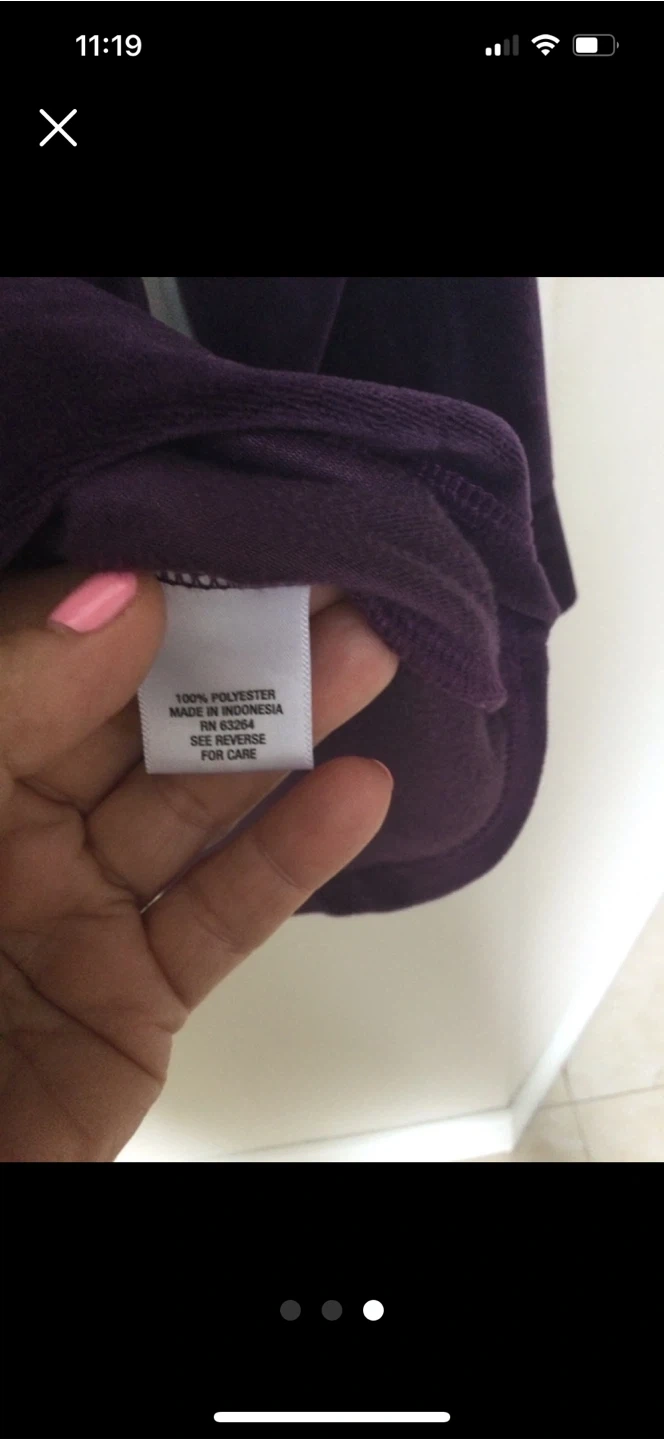 11:19
100% POLYESTER
MADE IN INDONESIA
RN 63264
SEE REVERSE
FOR CARE